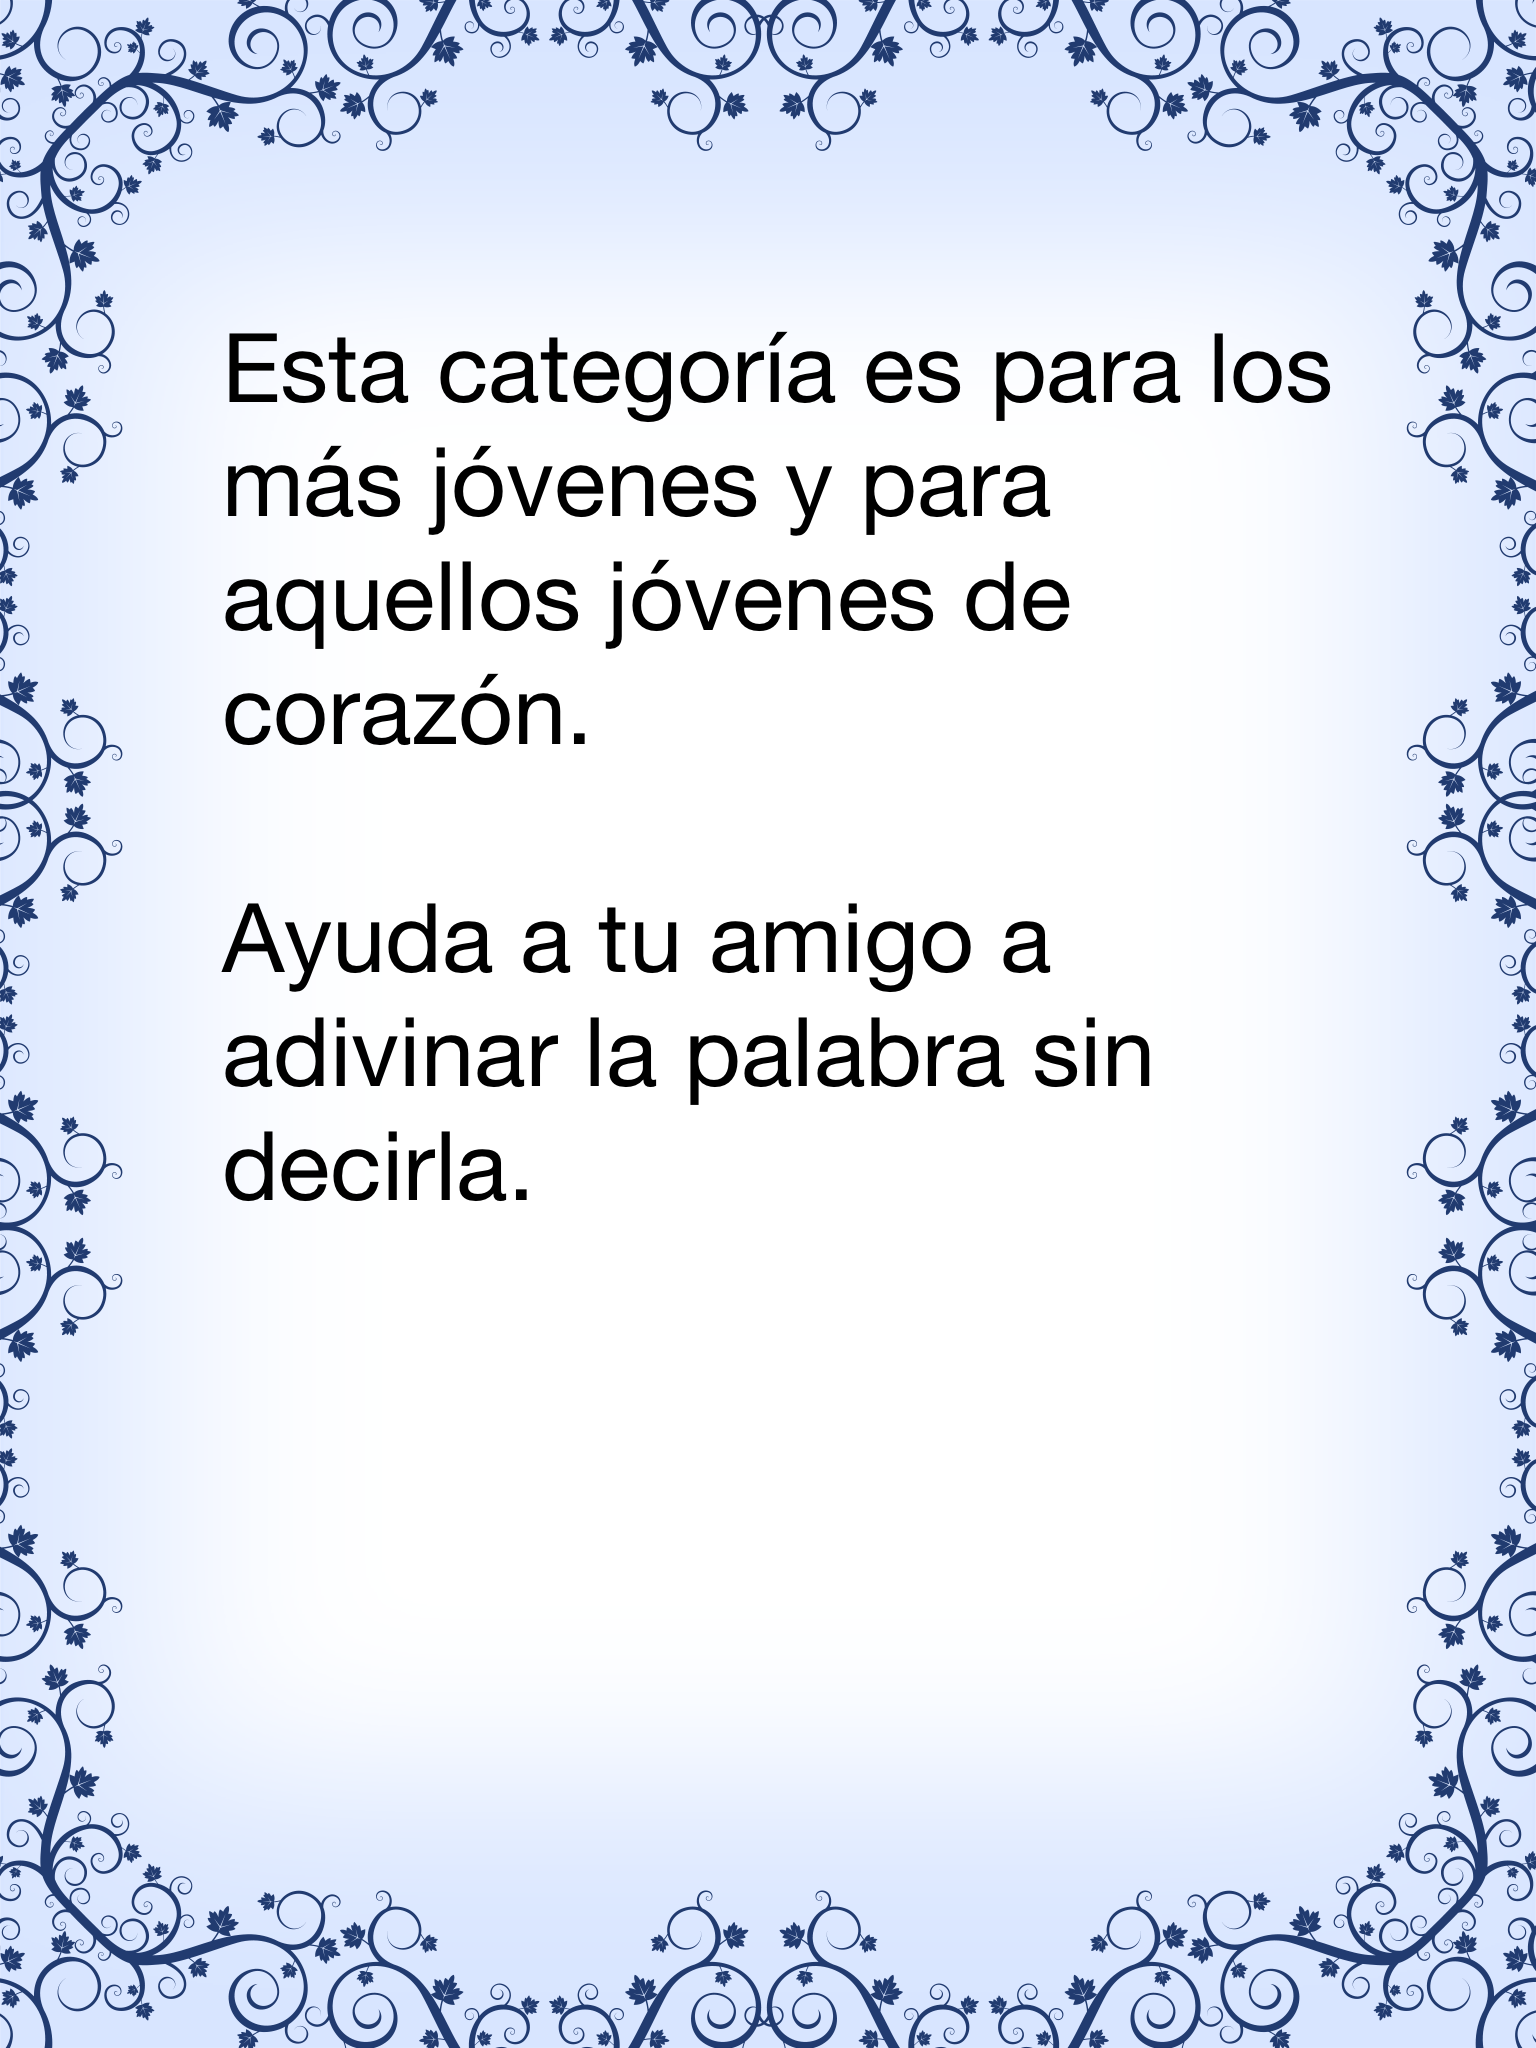 Esta categoría es para los
más jóvenes y para
aquellos jóvenes de
corazón.
Ayuda a tu amigo a
adivinar la palabra sin
decirla.